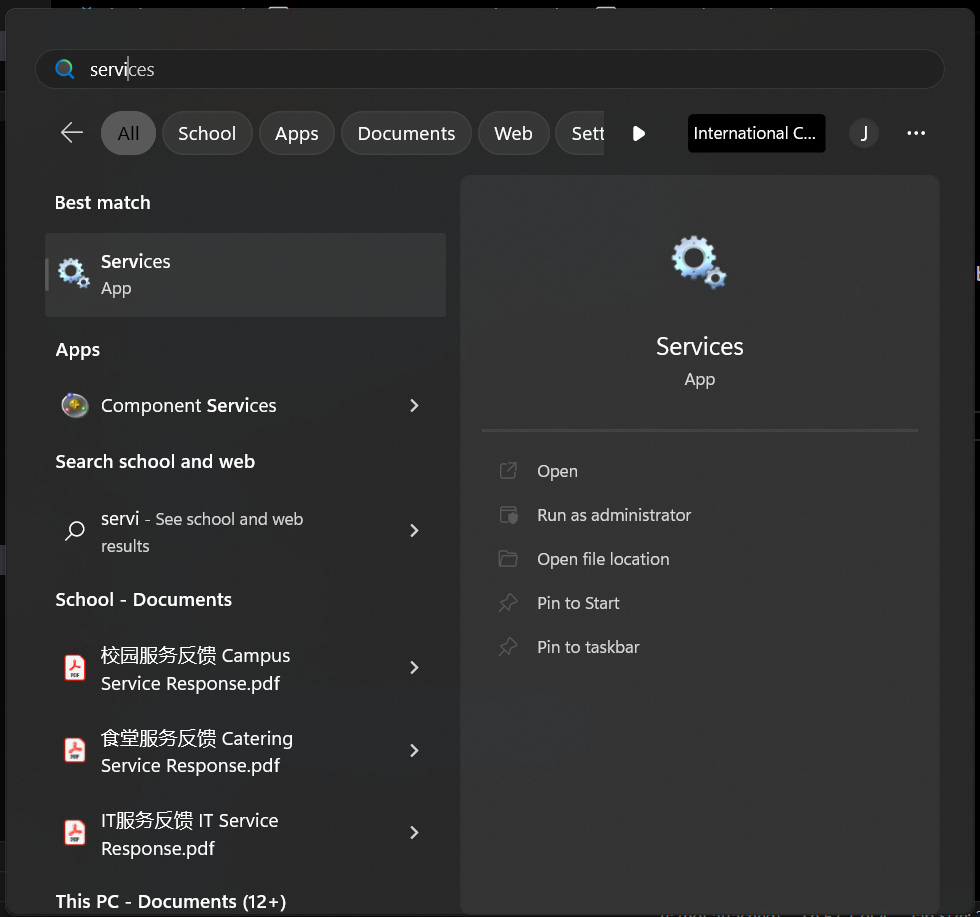 services
All
School
Apps
Documents
Web
Sett
International C...
J
Best match
Services
App
Apps
Component Services
Search school and web
servi - See school and web
results
School - Documents
校园服务反馈 Campus
Service Response.pdf
食堂服务反馈 Catering
Service Response.pdf
IT服务反馈 IT Service
Response.pdf
This PC - Documents (12+)
Services
App
Open
Run as administrator
Open file location
Pin to Start
Pin to taskbar